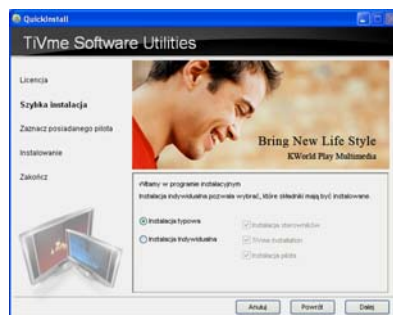 QuickInstall
TiVme Software Utilities
Licencja
Szybka instalacja
Zaznacz posiadanego pilota
Instalowanie
Zakończ
Bring New Life Style
KWorld Play Multimedia
Witamy w programie instalacyjnym
Instalacja indywidualna pozwala wybrać, które składniki mają być instalowane.
Instalacja typowa
Instalacja indywidualna
Instalacja sterowników
TiVme Installation
Instalacja pilota
Anuluj
Powrót
Dalej